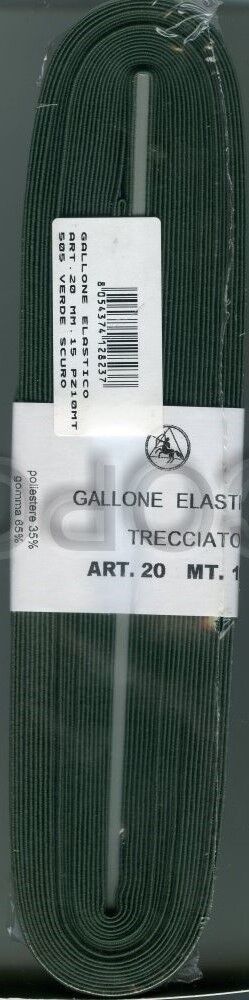 GALLONE ELASTICO
ART.20 MM.15 PZ10MT
505 VERDE SCURO
8054374128237
GALLONE ELASTI
TRECCIATO
ART. 20 MT. 1
poliestere 35%
gomma 65%